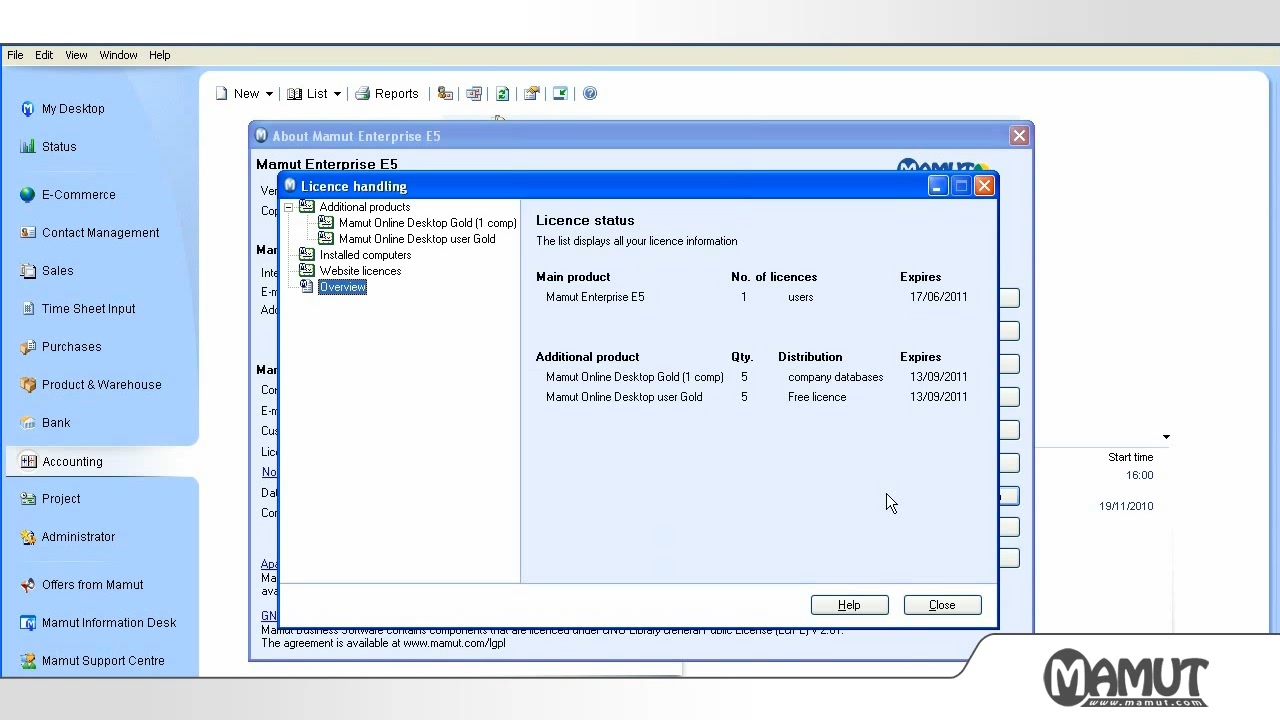 File Edit View Window Help
New List Reports
My Desktop
Status
E-Commerce
Contact Management
Sales
Time Sheet Input
Purchases
Product & Warehouse
Bank
Accounting
Project
Administrator
Offers from Mamut
Mamut Information Desk
Mamut Support Centre
About Mamut Enterprise E5
Mamut Enterprise E5
MAMUT
Licence handling
Additional products
Mamut Online Desktop Gold (1 comp)
Mamut Online Desktop user Gold
Installed computers
Website licences
Overview
Licence status
The list displays all your licence information
Main product No. of licences Expires
Mamut Enterprise E5 1 users 17/06/2011
Additional product Qty. Distribution Expires
Mamut Online Desktop Gold (1 comp) 5 company databases 13/09/2011
Mamut Online Desktop user Gold 5 Free licence 13/09/2011
Help Close
The agreement is available at www.mamut.com/lgpl
Start time
16:00
19/11/2010
MAMUT
www.mamut.com